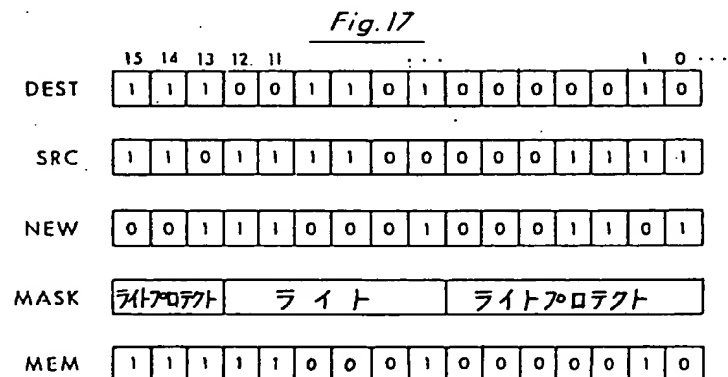 Fig.17
15 14 13 12 11 ... 1 0 ...
DEST 1 1 1 0 0 1 1 0 1 0 0 0 0 0 1 0
SRC 1 1 0 1 1 1 1 0 0 0 0 0 1 1 1 1
NEW 0 0 1 1 1 0 0 0 1 0 0 0 1 1 0 1
MASK ライトプロテクト ライト ライトプロテクト
MEM 1 1 1 1 1 0 0 0 1 0 0 0 0 0 1 0